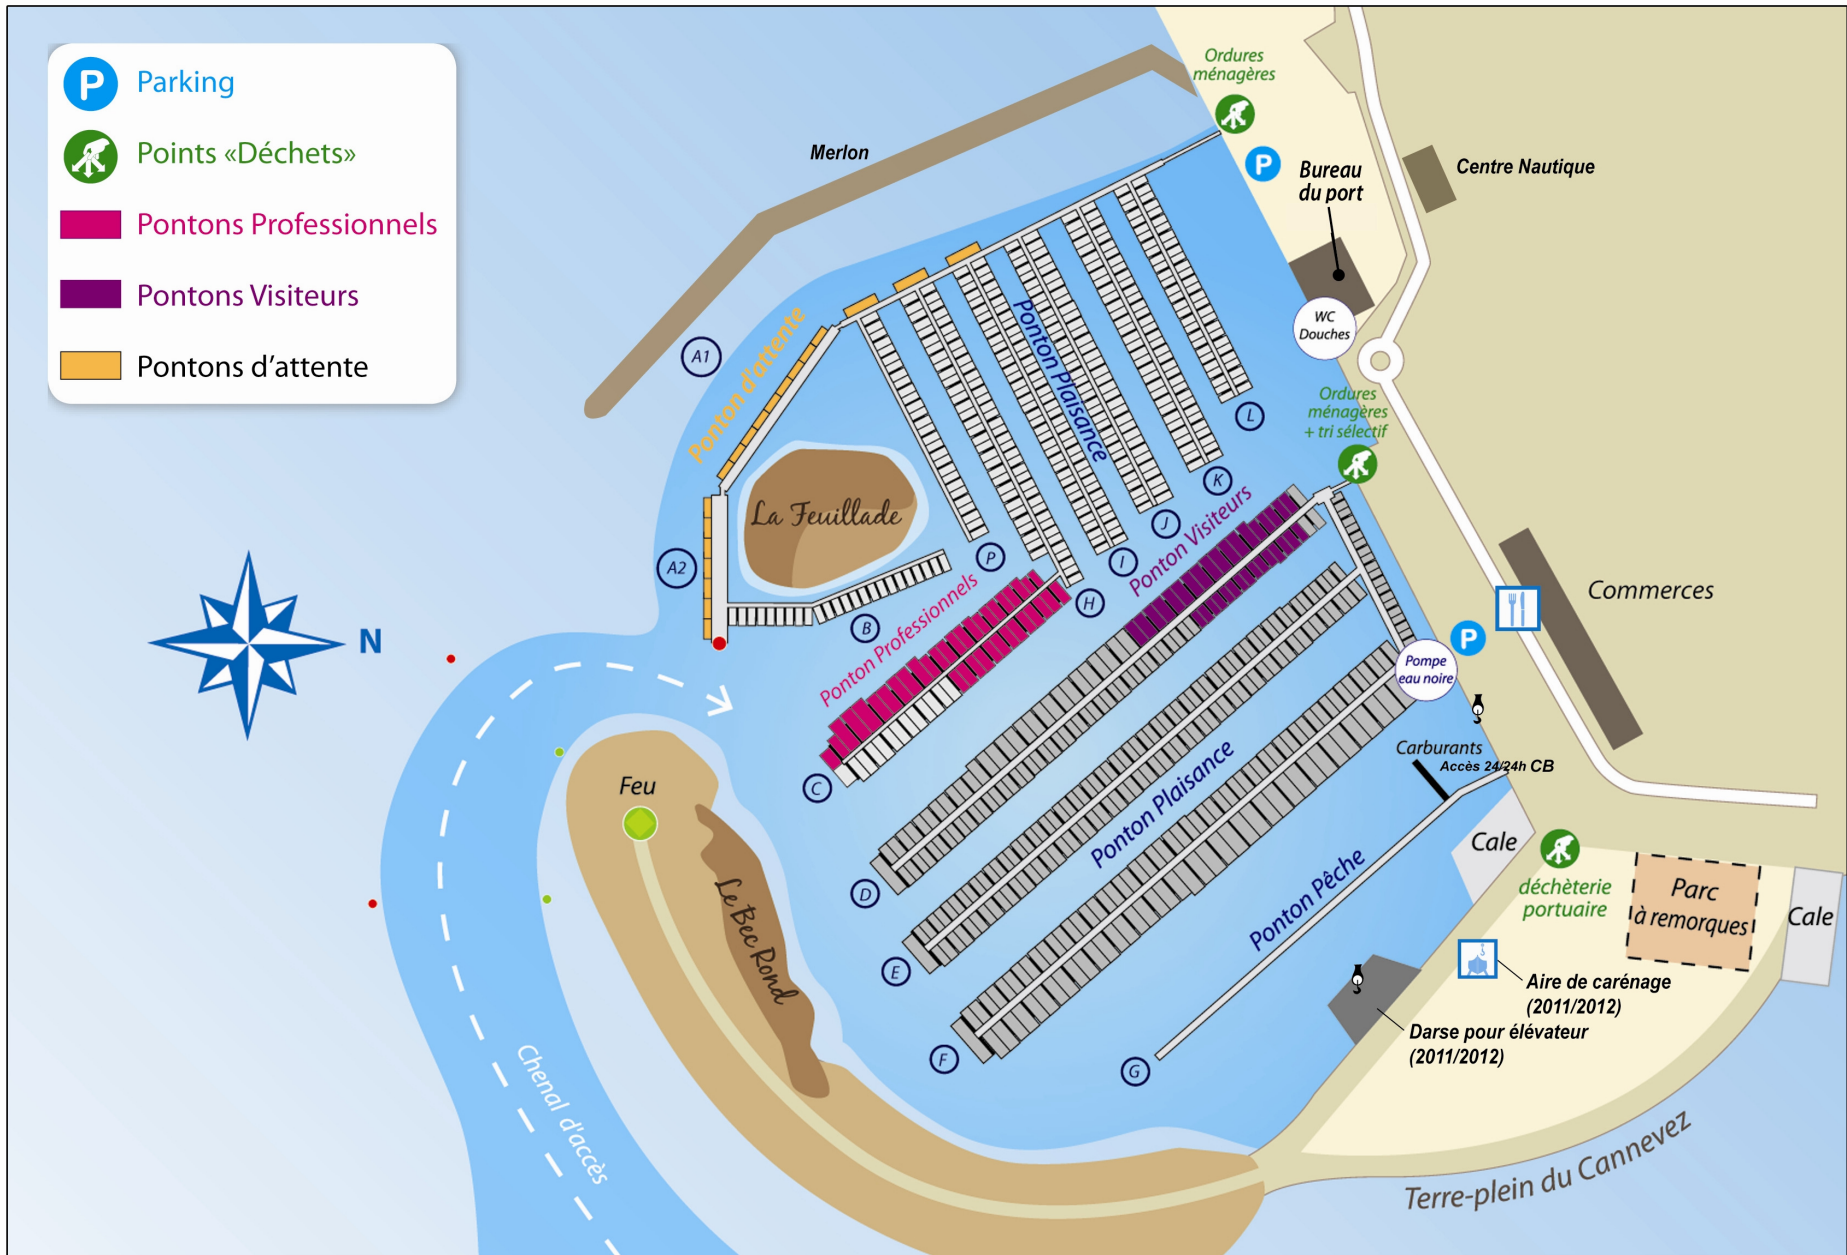 P
Parking
Points «Déchets»
Pontons Professionnels
Pontons Visiteurs
Pontons d'attente
Ordures
ménagères
P
Merlon
Bureau
du port
Centre Nautique
WC
Douches
A1
Ponton d'attente
Ponton Plaisance
L
Ordures
ménagères
+ tri sélectif
La Feuillade
K
J
Ponton Visiteurs
I
P
H
A2
B
Ponton Professionnels
N
Commerces
P
Pompe
eau noire
Carburants
Accès 24/24h CB
C
Feu
Ponton Plaisance
Cale
D
Ponton Pêche
déchèterie
portuaire
Parc
à remorques
Cale
Le Bec Rond
E
Aire de carénage
(2011/2012)
Darse pour élévateur
(2011/2012)
F
G
Chenal d'accès
Terre-plein du Cannevez